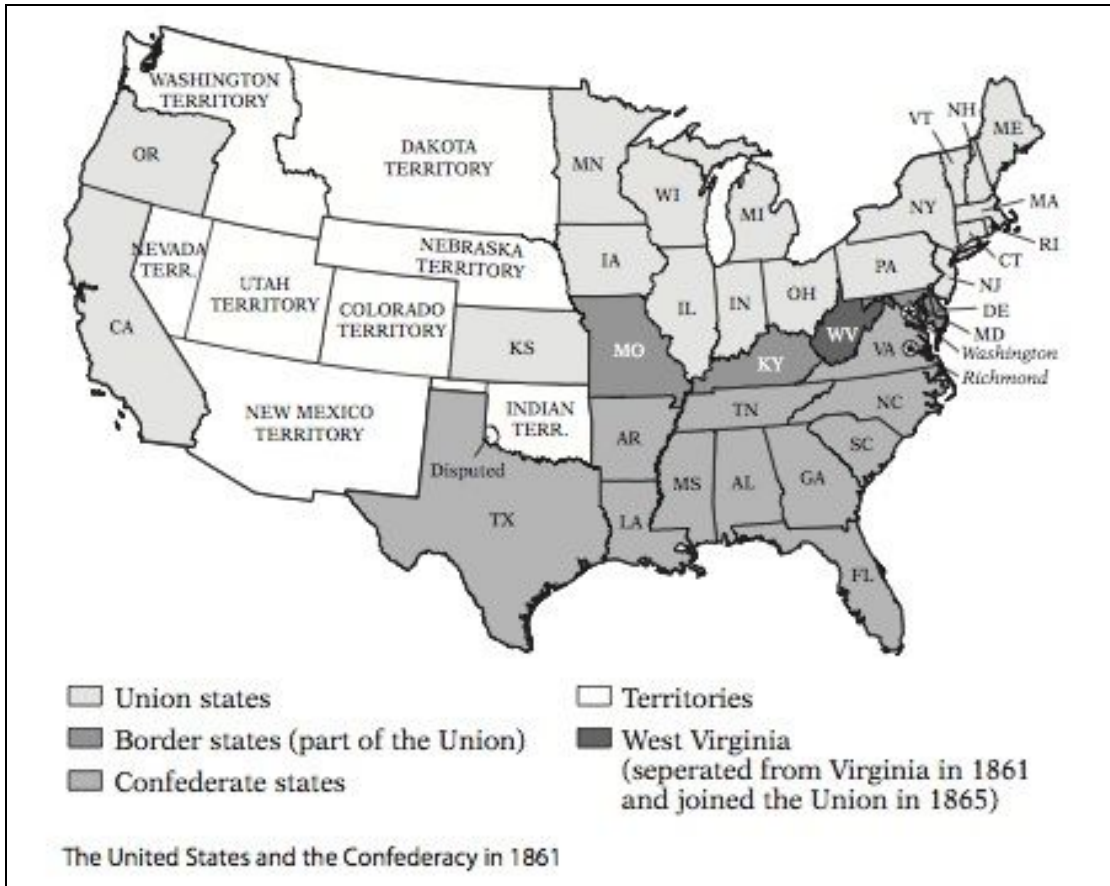 WASHINGTON
TERRITORY
VT
NH
ME
OR
DAKOTA
TERRITORY
MN
WI
MI
NY
MA
RI
CT
NEVADA
TERR.
NEBRASKA
TERRITORY
IA
PA
NJ
UTAH
TERRITORY
COLORADO
TERRITORY
IL
IN
OH
DE
MD
CA
KS
MO
WV
VA
Washington
KY
Richmond
NEW MEXICO
TERRITORY
INDIAN
TERR.
TN
NC
AR
SC
Disputed
MS
AL
GA
TX
LA
FL
Union states
Border states (part of the Union)
Confederate states
Territories
West Virginia
(seperated from Virginia in 1861
and joined the Union in 1865)
The United States and the Confederacy in 1861